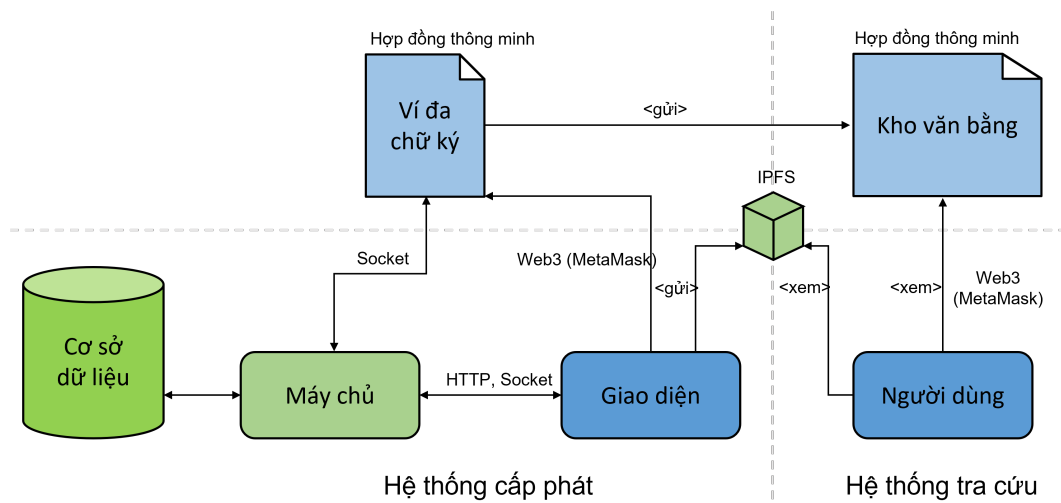 Hợp đồng thông minh
Hợp đồng thông minh
Ví đa
chữ ký
<gửi>
Kho văn bằng
IPFS
Socket
Web3 (MetaMask)
<gửi>
<xem>
<xem>
Web3
(MetaMask)
Cơ sở
dữ liệu
Máy chủ
HTTP, Socket
Giao diện
Người dùng
Hệ thống cấp phát
Hệ thống tra cứu